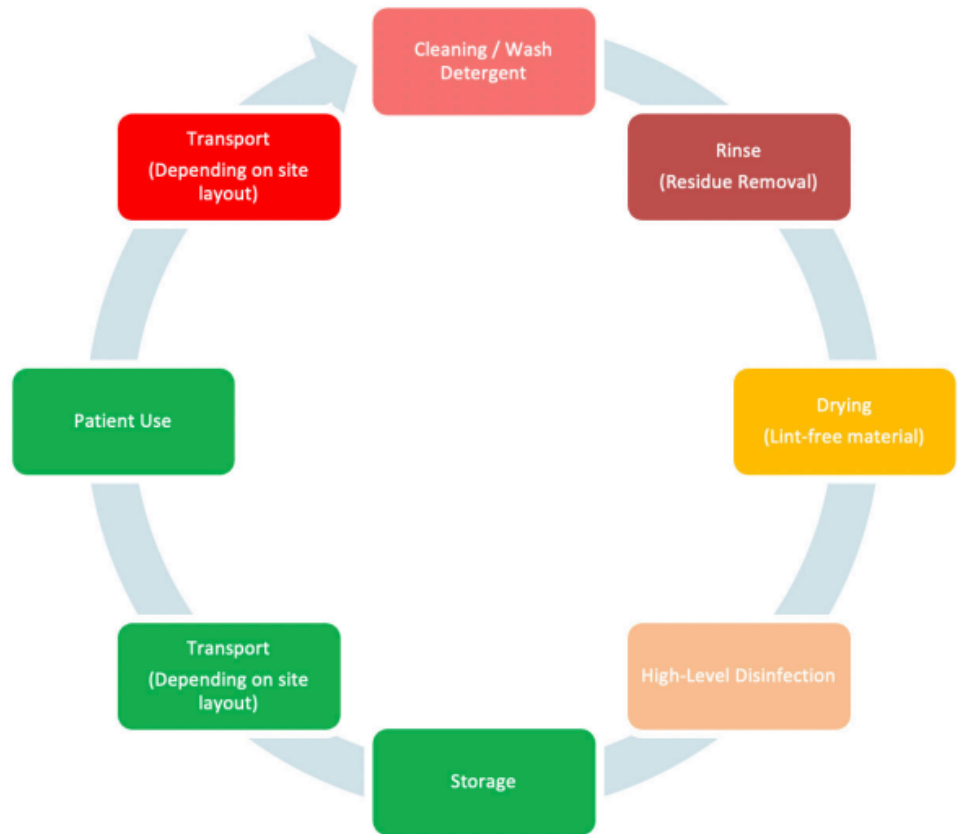 Cleaning / Wash
Detergent
Rinse
(Residue Removal)
Drying
(Lint-free material)
High-Level Disinfection
Storage
Transport
(Depending on site
layout)
Patient Use
Transport
(Depending on site
layout)